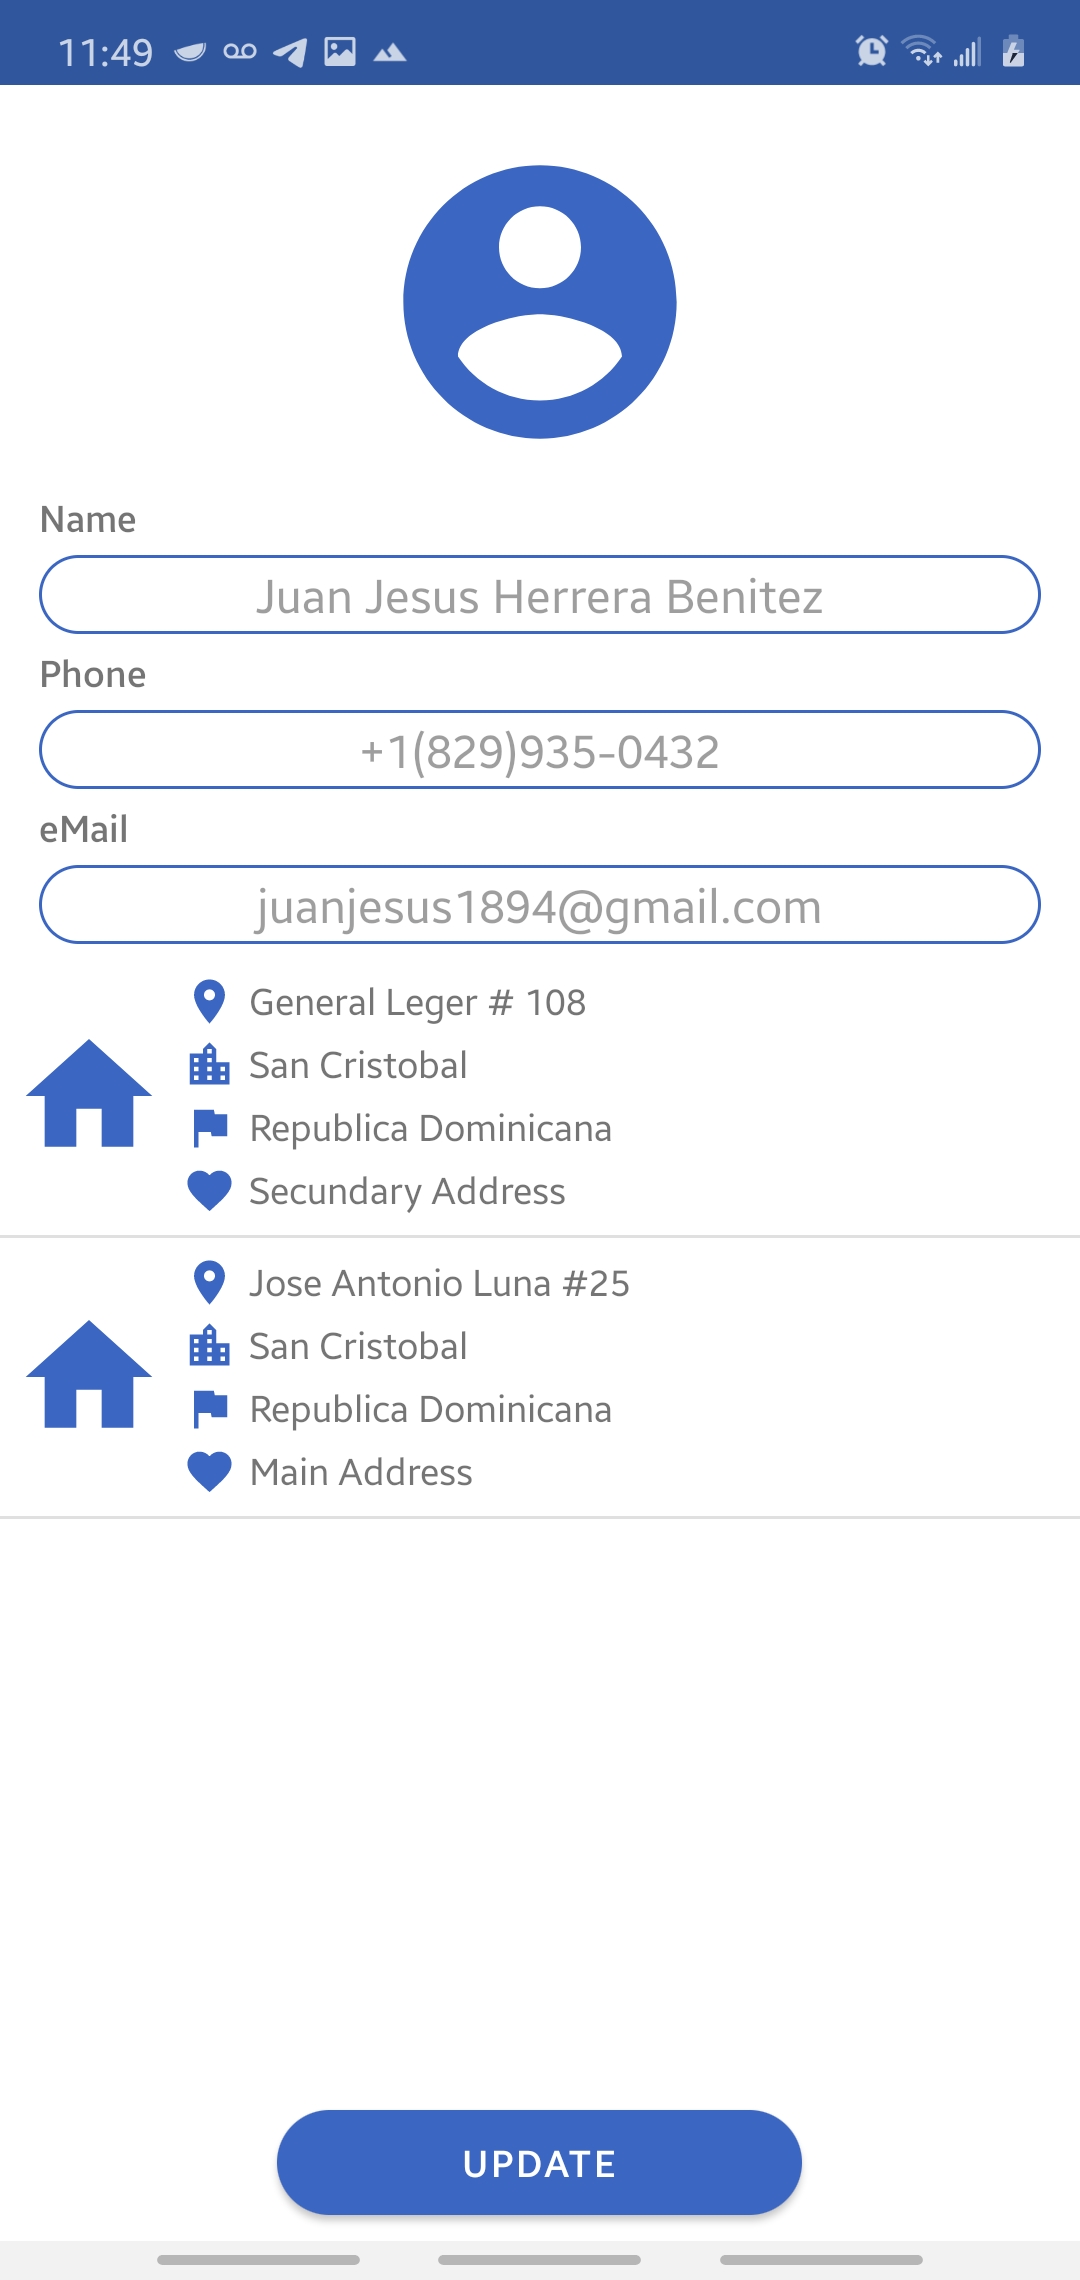 11:49
Name
Juan Jesus Herrera Benitez
Phone
+1(829)935-0432
eMail
juanjesus1894@gmail.com
General Leger # 108
San Cristobal
Republica Dominicana
Secundary Address
Jose Antonio Luna #25
San Cristobal
Republica Dominicana
Main Address
UPDATE